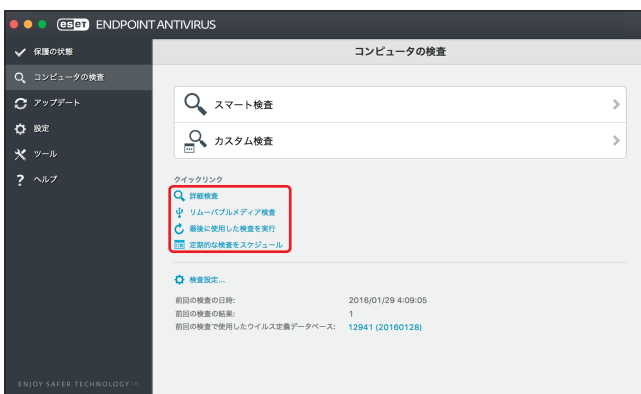 eset ENDPOINT ANTIVIRUS
保護の状態
コンピュータの検査
コンピュータの検査
アップデート
設定
ツール
ヘルプ
スマート検査
カスタム検査
クイックリンク
詳細検査
リムーバブルメディア検査
最後に使用した検査を実行
定期的な検査をスケジュール
検査設定...
前回の検査の日時: 2016/01/29 4:09:05
前回の検査の結果: 1
前回の検査で使用したウイルス定義データベース: 12941 (20160128)
ENJOY SAFER TECHNOLOGY™